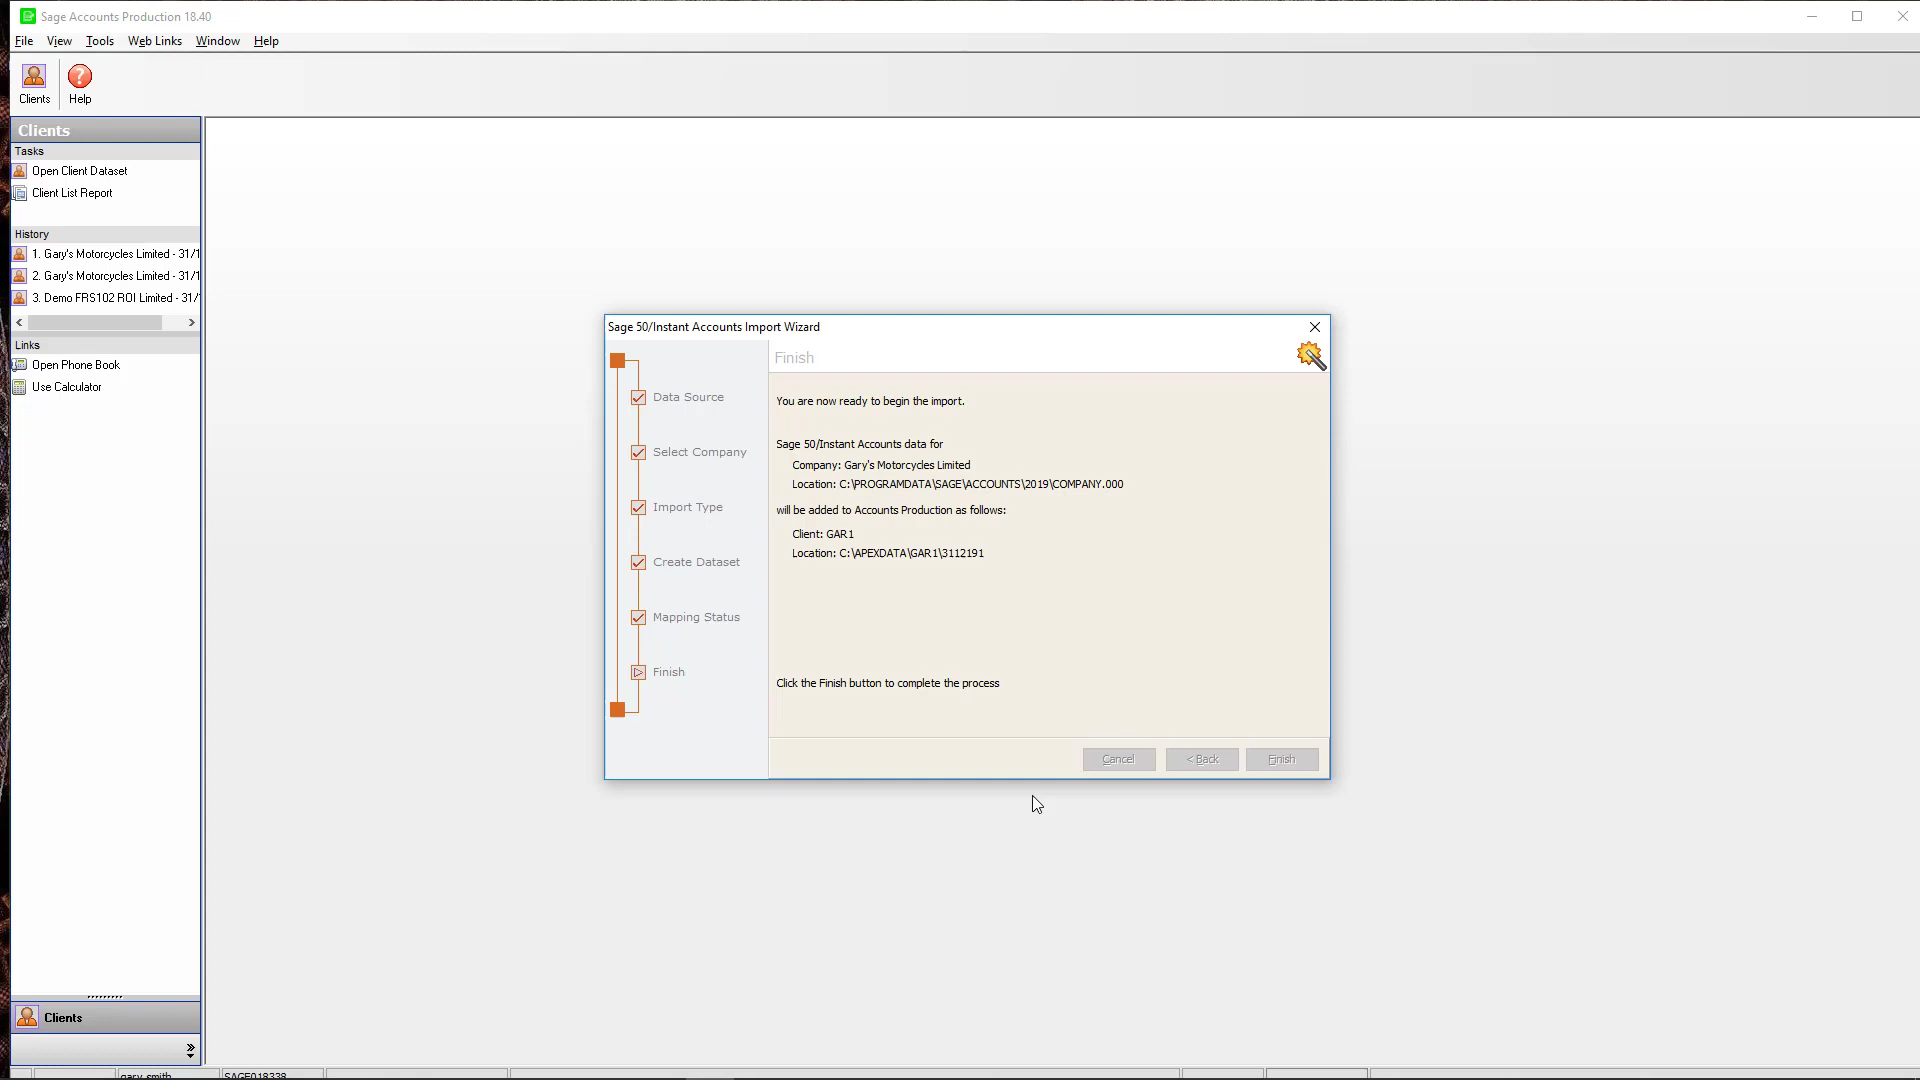 Sage Accounts Production 18.40
File View Tools Web Links Window Help
Clients
Help
Clients
Tasks
Open Client Dataset
Client List Report
History
1. Gary's Motorcycles Limited - 31/1
2. Gary's Motorcycles Limited - 31/1
3. Demo FRS102 ROI Limited - 31/
Links
Open Phone Book
Use Calculator
Sage 50/Instant Accounts Import Wizard
Data Source
Select Company
Import Type
Create Dataset
Mapping Status
Finish
Finish
You are now ready to begin the import.
Sage 50/Instant Accounts data for
Company: Gary's Motorcycles Limited
Location: C:\PROGRAMDATA\SAGE\ACCOUNTS\2019\COMPANY.000
will be added to Accounts Production as follows:
Client: GAR1
Location: C:\APEXDATA\GAR1\3112191
Click the Finish button to complete the process
Cancel
< Back
Finish
Clients
gary.smith
SAGE018338